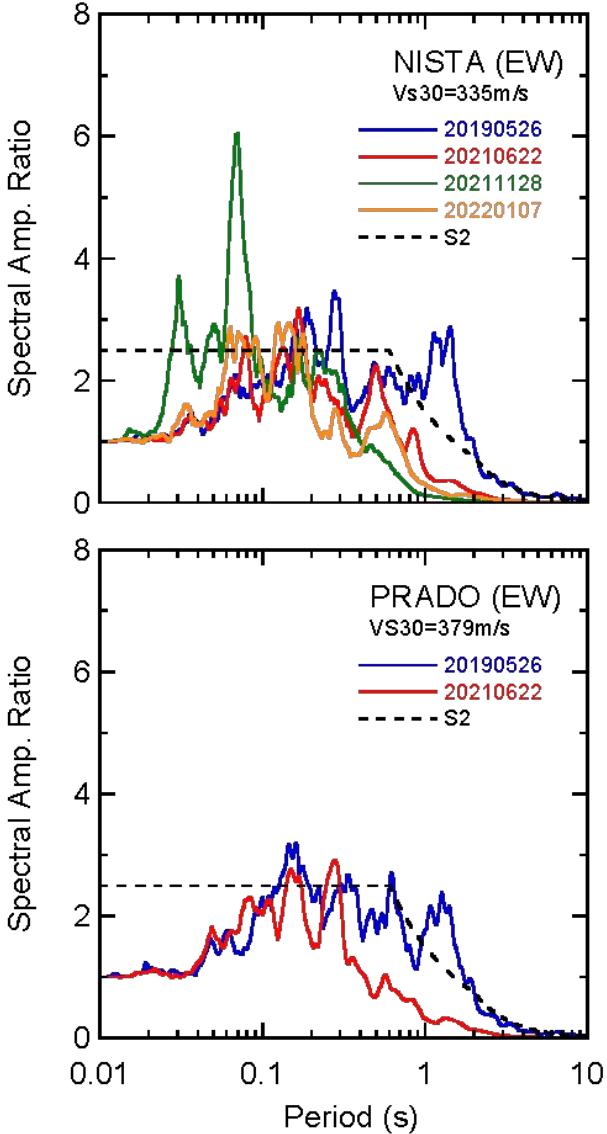 8
NISTA (EW)
Vs30=335m/s
6
20190526
20210622
20211128
20220107
S2
4
2
0
Spectral Amp. Ratio
8
PRADO (EW)
VS30=379m/s
6
20190526
20210622
S2
4
2
0
Spectral Amp. Ratio
0.01 0.1 1 10
Period (s)